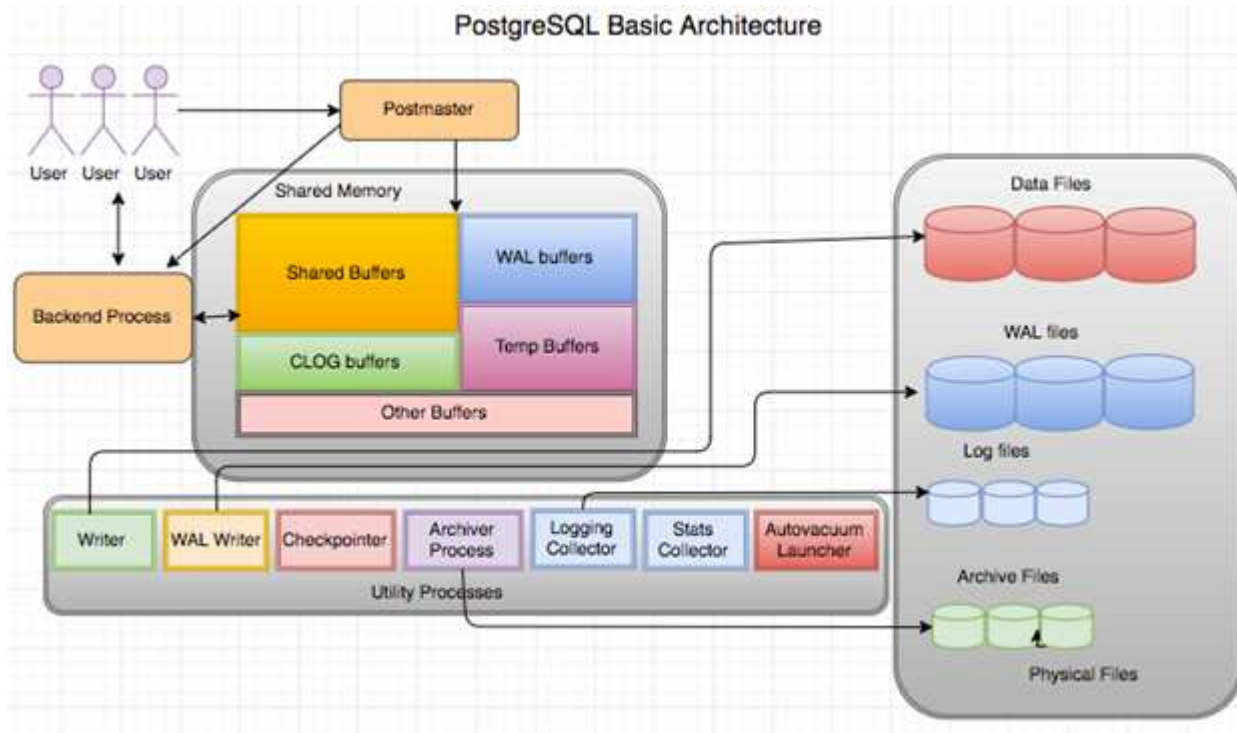 PostgreSQL Basic Architecture
Postmaster
User User User
Shared Memory
Data Files
Shared Buffers
WAL buffers
Backend Process
WAL files
CLOG buffers
Temp Buffers
Other Buffers
Log files
Writer
WAL Writer
Checkpointer
Archiver
Process
Logging
Collector
Stats
Collector
Autovacuum
Launcher
Utility Processes
Archive Files
Physical Files